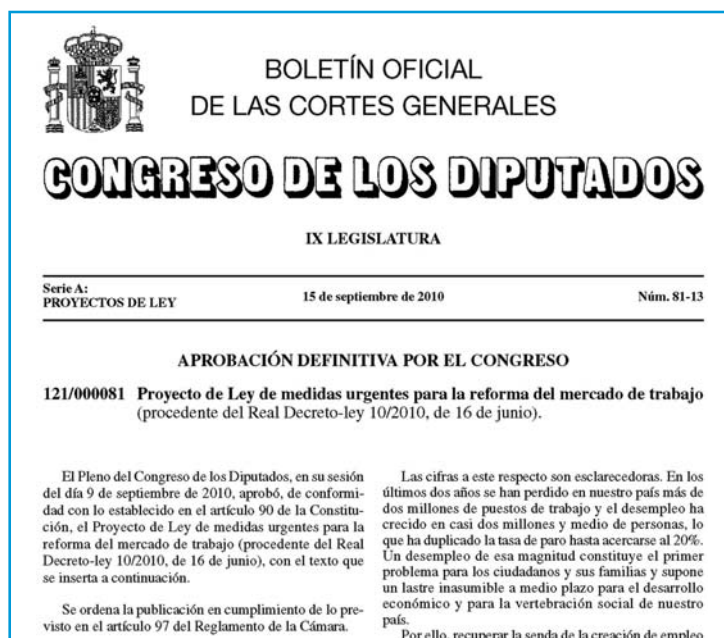 BOLETÍN OFICIAL
DE LAS CORTES GENERALES
CONGRESO DE LOS DIPUTADOS
IX LEGISLATURA
Serie A:
PROYECTOS DE LEY
15 de septiembre de 2010
Núm. 81-13
APROBACIÓN DEFINITIVA POR EL CONGRESO
121/000081 Proyecto de Ley de medidas urgentes para la reforma del mercado de trabajo
(procedente del Real Decreto-ley 10/2010, de 16 de junio).
El Pleno del Congreso de los Diputados, en su sesión
del día 9 de septiembre de 2010, aprobó, de conformi-
dad con lo establecido en el artículo 90 de la Constitu-
ción, el Proyecto de Ley de medidas urgentes para la
reforma del mercado de trabajo (procedente del Real
Decreto-ley 10/2010, de 16 de junio), con el texto que
se inserta a continuación.
Se ordena la publicación en cumplimiento de lo pre-
visto en el artículo 97 del Reglamento de la Cámara.
Las cifras a este respecto son esclarecedoras. En los
últimos dos años se han perdido en nuestro país más de
dos millones de puestos de trabajo y el desempleo ha
crecido en casi dos millones y medio de personas, lo
que ha duplicado la tasa de paro hasta acercarse al 20%.
Un desempleo de esa magnitud constituye el primer
problema para los ciudadanos y sus familias y supone
un lastre inasumible a medio plazo para el desarrollo
económico y para la vertebración social de nuestro
país.
Por ello, recuperar la senda de la creación de empleo